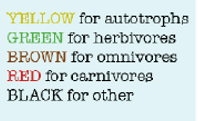 YELLOW for autotrophs
GREEN for herbivores
BROWN for omnivores
RED for carnivores
BLACK for other